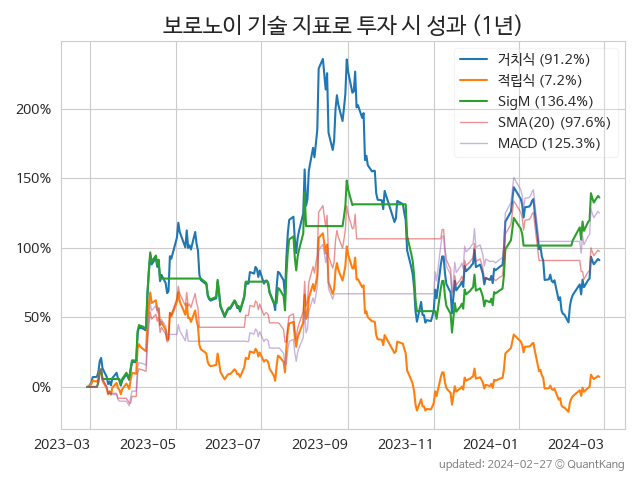 보로노이 기술 지표로 투자 시 성과 (1년)
거치식 (91.2%)
적립식 (7.2%)
SigM (136.4%)
SMA(20) (97.6%)
MACD (125.3%)
200%
150%
100%
50%
0%
2023-03 2023-05 2023-07 2023-09 2023-11 2024-01 2024-03
updated: 2024-02-27 © QuantKang